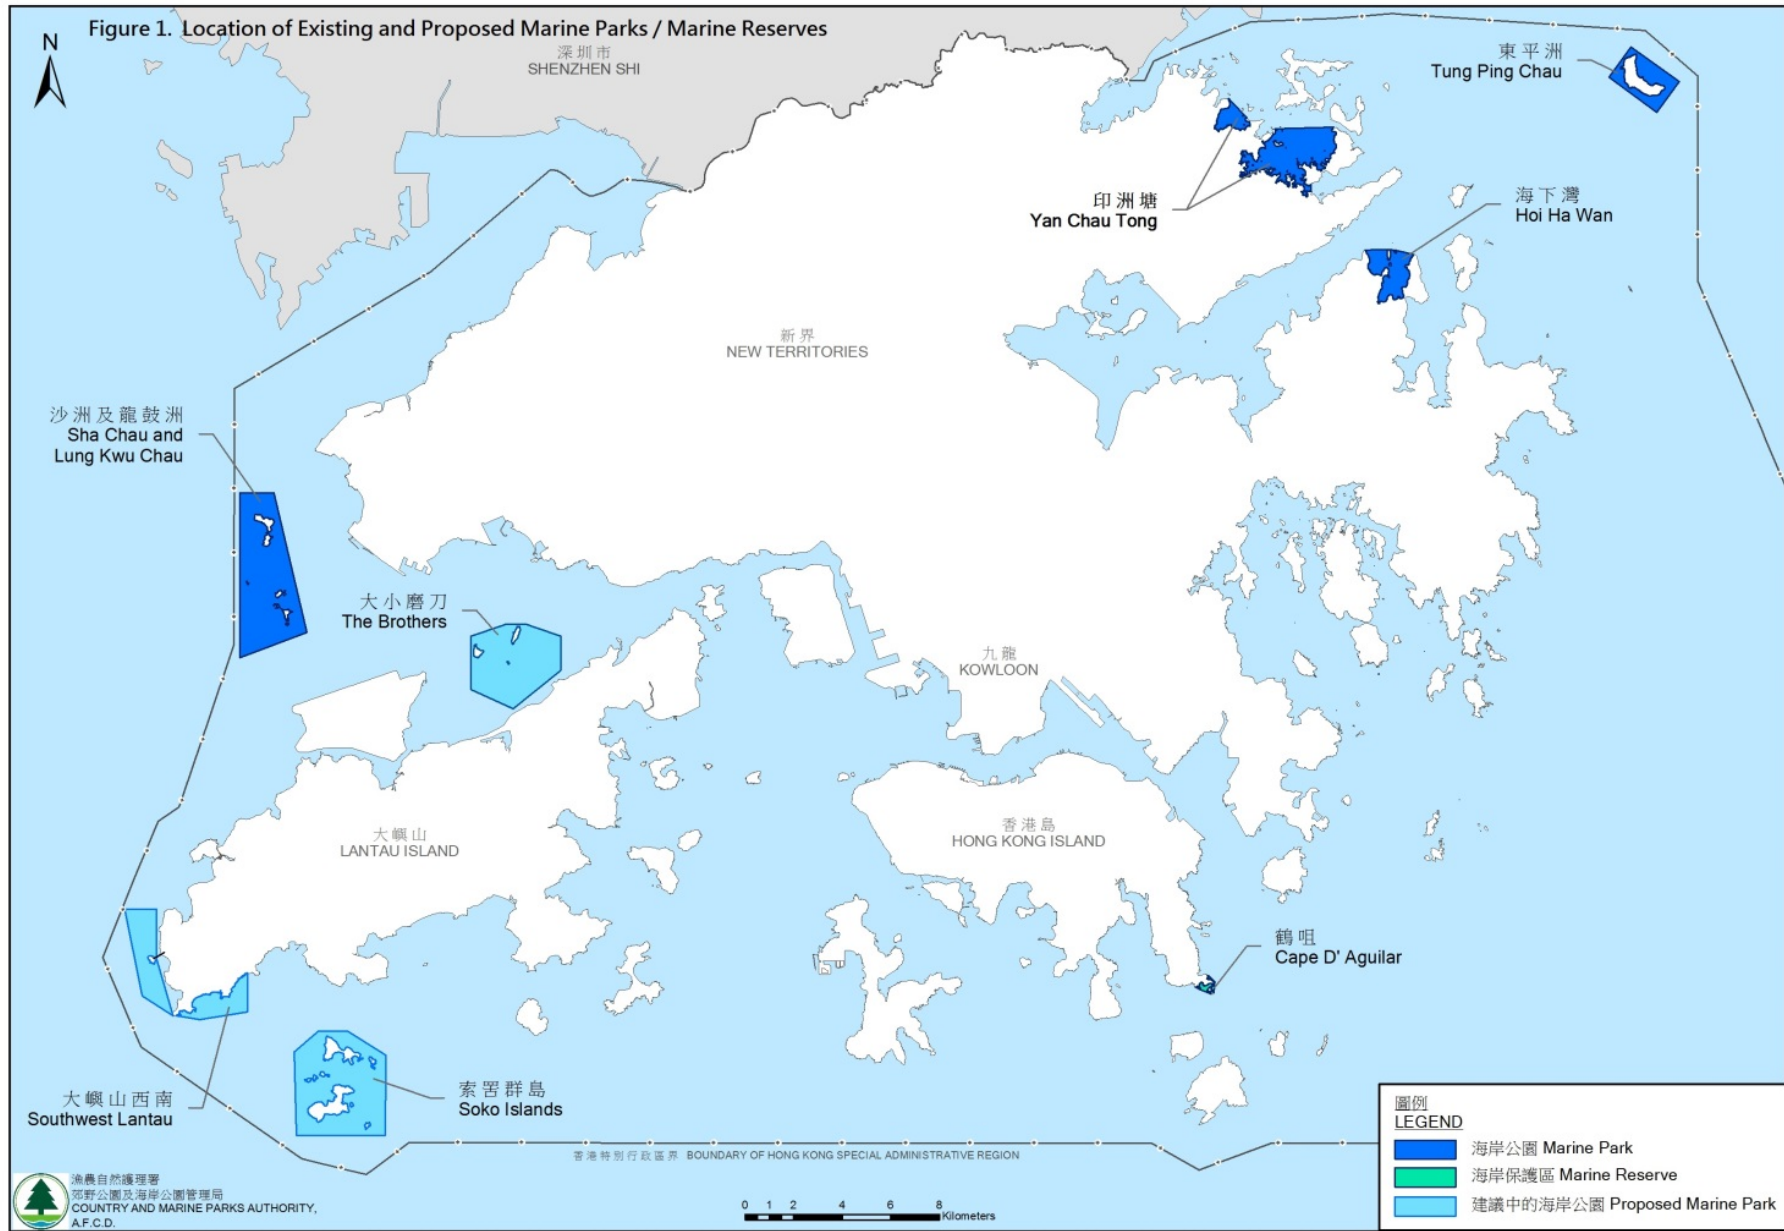 Figure 1. Location of Existing and Proposed Marine Parks / Marine Reserves
N
深圳市
SHENZHEN SHI
東平洲
Tung Ping Chau
印洲塘
Yan Chau Tong
海下灣
Hoi Ha Wan
新界
NEW TERRITORIES
沙洲及龍鼓洲
Sha Chau and
Lung Kwu Chau
大小磨刀
The Brothers
九龍
KOWLOON
大嶼山
LANTAU ISLAND
香港島
HONG KONG ISLAND
鶴咀
Cape D' Aguilar
大嶼山西南
Southwest Lantau
索罟群島
Soko Islands
香港特別行政區界 BOUNDARY OF HONG KONG SPECIAL ADMINISTRATIVE REGION
圖例
LEGEND
海岸公園 Marine Park
海岸保護區 Marine Reserve
建議中的海岸公園 Proposed Marine Park
漁農自然護理署
郊野公園及海岸公園管理局
COUNTRY AND MARINE PARKS AUTHORITY,
A.F.C.D.
0 1 2 4 6 8
Kilometers